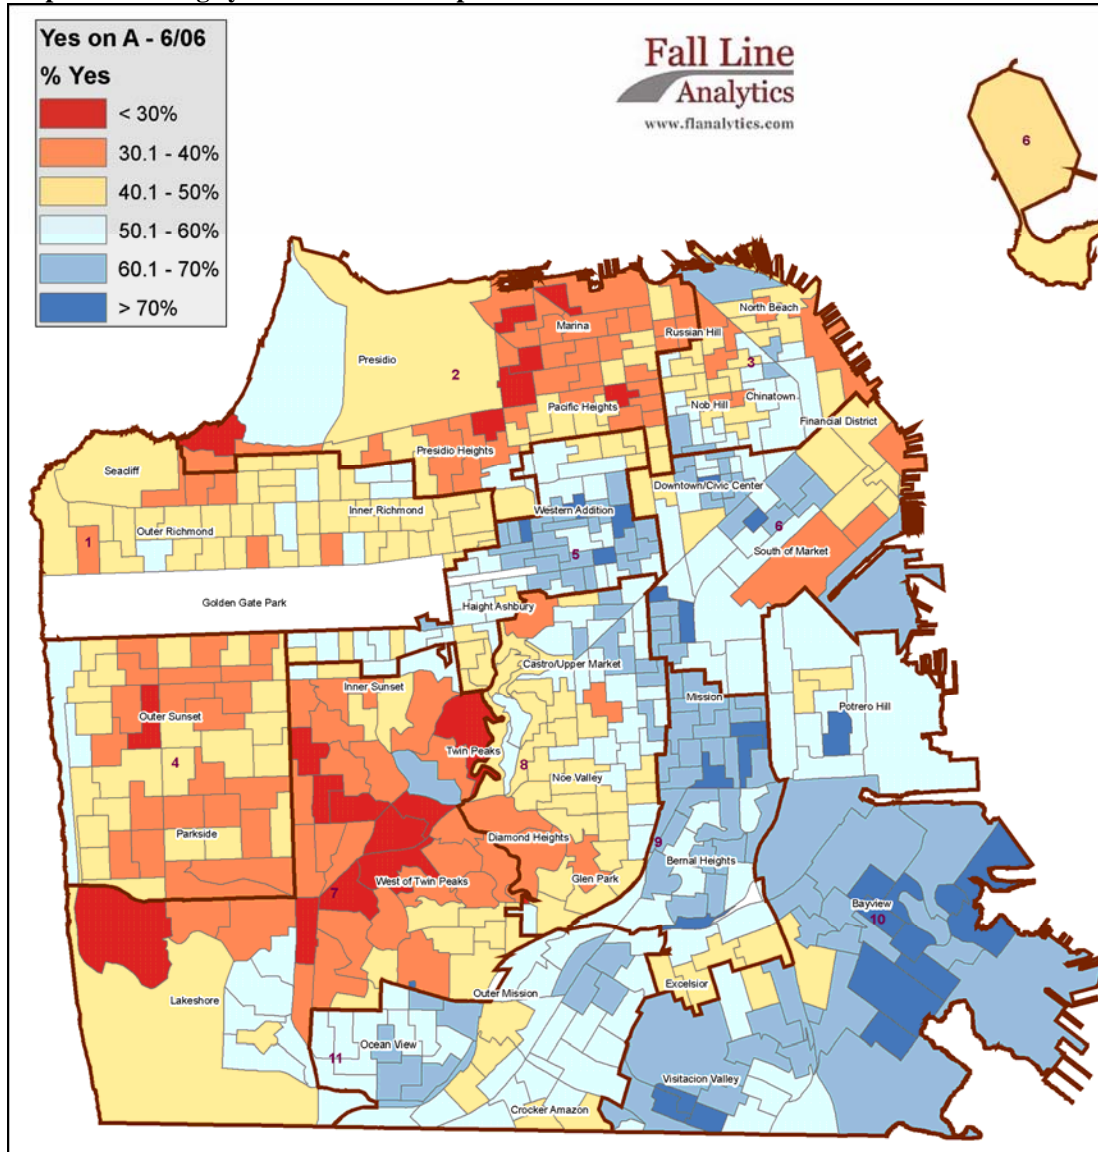 Yes on A - 6/06
% Yes
< 30%
30.1 - 40%
40.1 - 50%
50.1 - 60%
60.1 - 70%
> 70%
Fall Line
Analytics
www.flanalytics.com
6
North Beach
Marina
Russian Hill
Presidio
2
3
Chinatown
Nob Hill
Pacific Heights
Financial District
Presidio Heights
Seacliff
Downtown/Civic Center
Inner Richmond
Western Addition
Outer Richmond
6
1
5
South of Market
Golden Gate Park
Haight Ashbury
Castro/Upper Market
Inner Sunset
Mission
Potrero Hill
Outer Sunset
Twin Peaks
4
8
Noe Valley
Parkside
Diamond Heights
9
Bernal Heights
West of Twin Peaks
Glen Park
7
Bayview
10
Excelsior
Outer Mission
Lakeshore
Ocean View
11
Visitacion Valley
Crocker Amazon